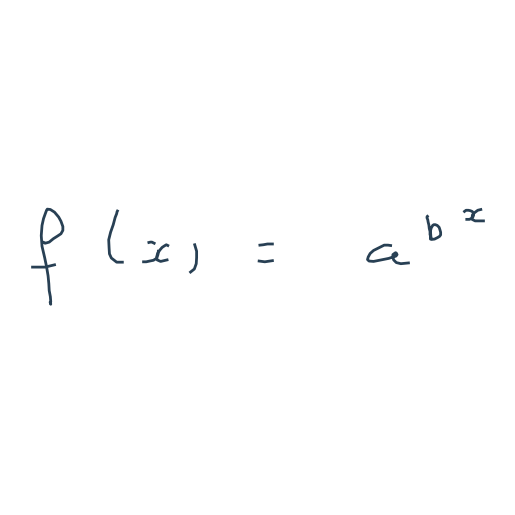 f(x) = a^{b^x}